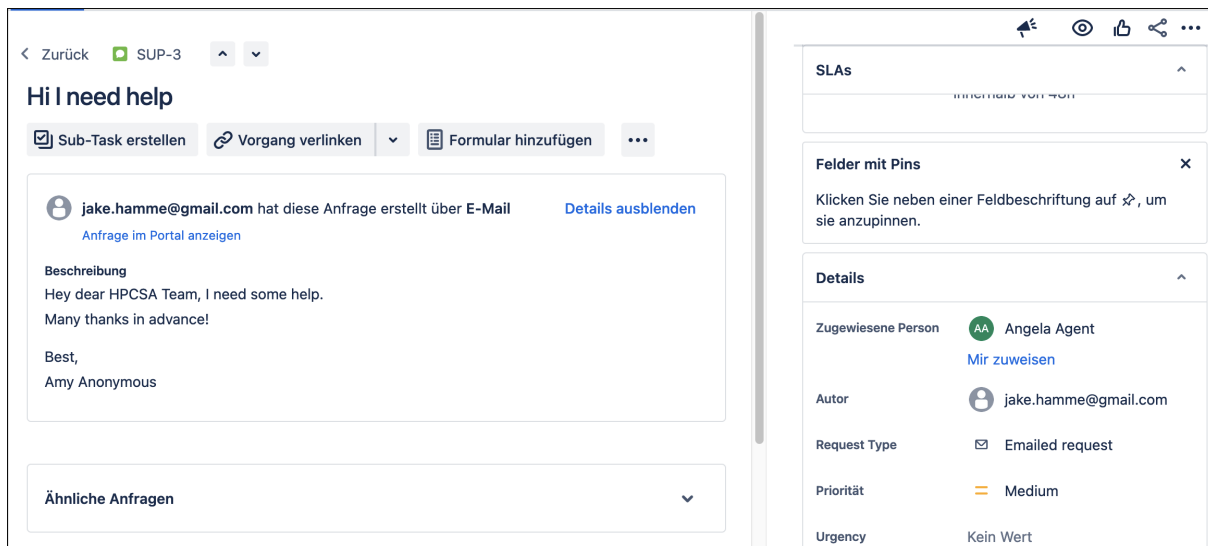 Zurück SUP-3
Hi I need help
Sub-Task erstellen Vorgang verlinken Formular hinzufügen
jake.hamme@gmail.com hat diese Anfrage erstellt über E-Mail Details ausblenden
Anfrage im Portal anzeigen
Beschreibung
Hey dear HPCSA Team, I need some help.
Many thanks in advance!
Best,
Amy Anonymous
Ähnliche Anfragen
SLAs
innerhalb von 48h
Felder mit Pins
Klicken Sie neben einer Feldbeschriftung auf , um
sie anzupinnen.
Details
Zugewiesene Person AA Angela Agent
Mir zuweisen
Autor jake.hamme@gmail.com
Request Type Emailed request
Priorität Medium
Urgency Kein Wert